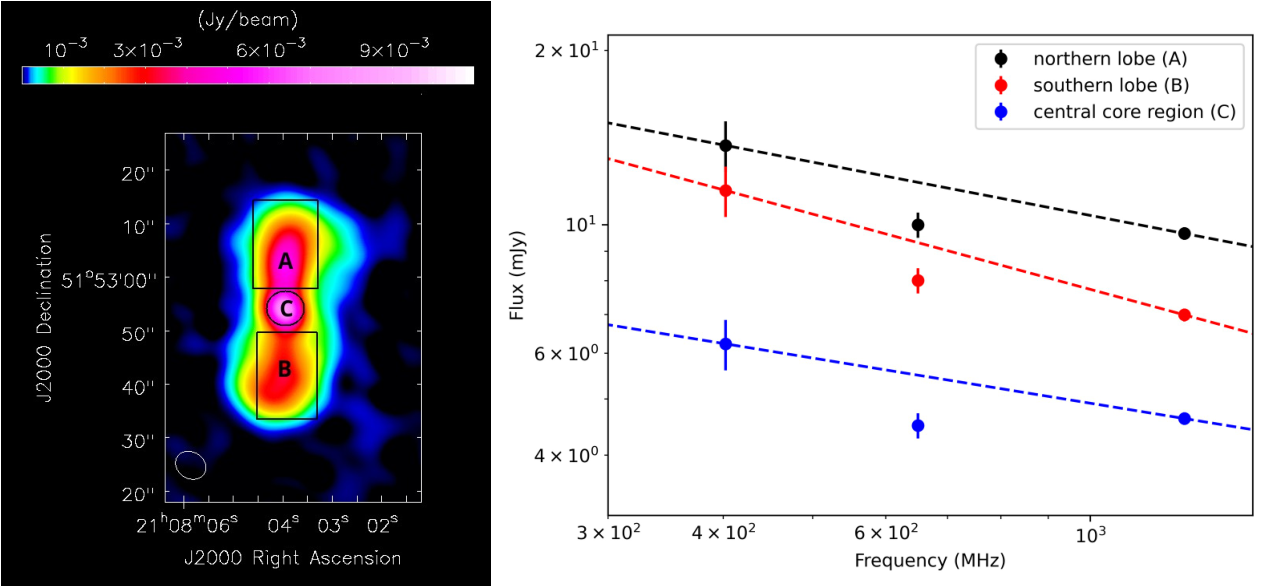 (Jy/beam)
10⁻³ 3×10⁻³ 6×10⁻³ 9×10⁻³
20''
10''
51°53'00''
50''
40''
30''
20''
A
C
B
J2000 Declination
21ʰ08ᵐ06ˢ 04ˢ 03ˢ 02ˢ
J2000 Right Ascension
2 × 10¹
10¹
6 × 10⁰
4 × 10⁰
Flux (mJy)
northern lobe (A)
southern lobe (B)
central core region (C)
3 × 10² 4 × 10² 6 × 10² 10³
Frequency (MHz)